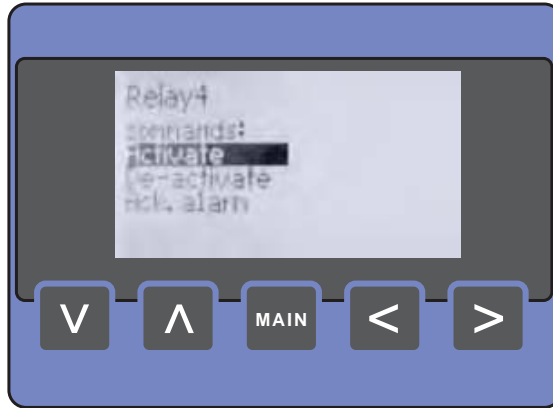 Relay4
commands:
Activate
De-activate
Ack. alarm
V Λ MAIN < >